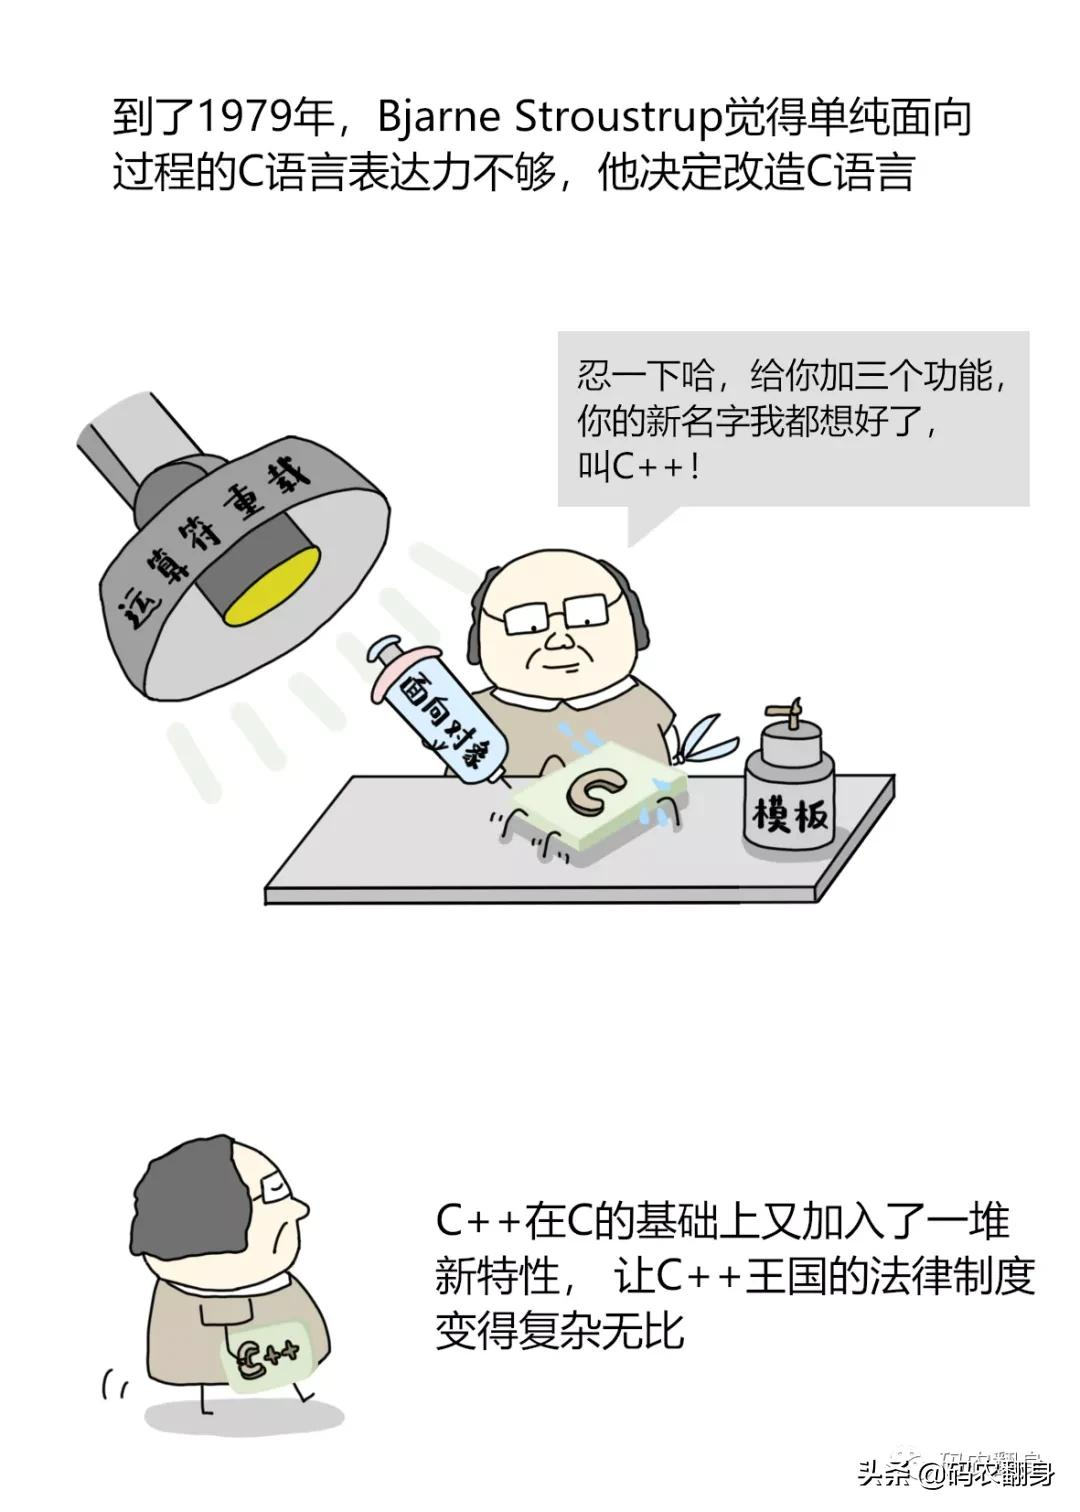 到了1979年，Bjarne Stroustrup觉得单纯面向
过程的C语言表达力不够，他决定改造C语言
忍一下哈，给你加三个功能，
你的新名字我都想好了，
叫C++！
运算符重载
面向对象
C
模板
C++在C的基础上又加入了一堆
新特性， 让C++王国的法律制度
变得复杂无比
C++
码农翻身
头条 @码农翻身